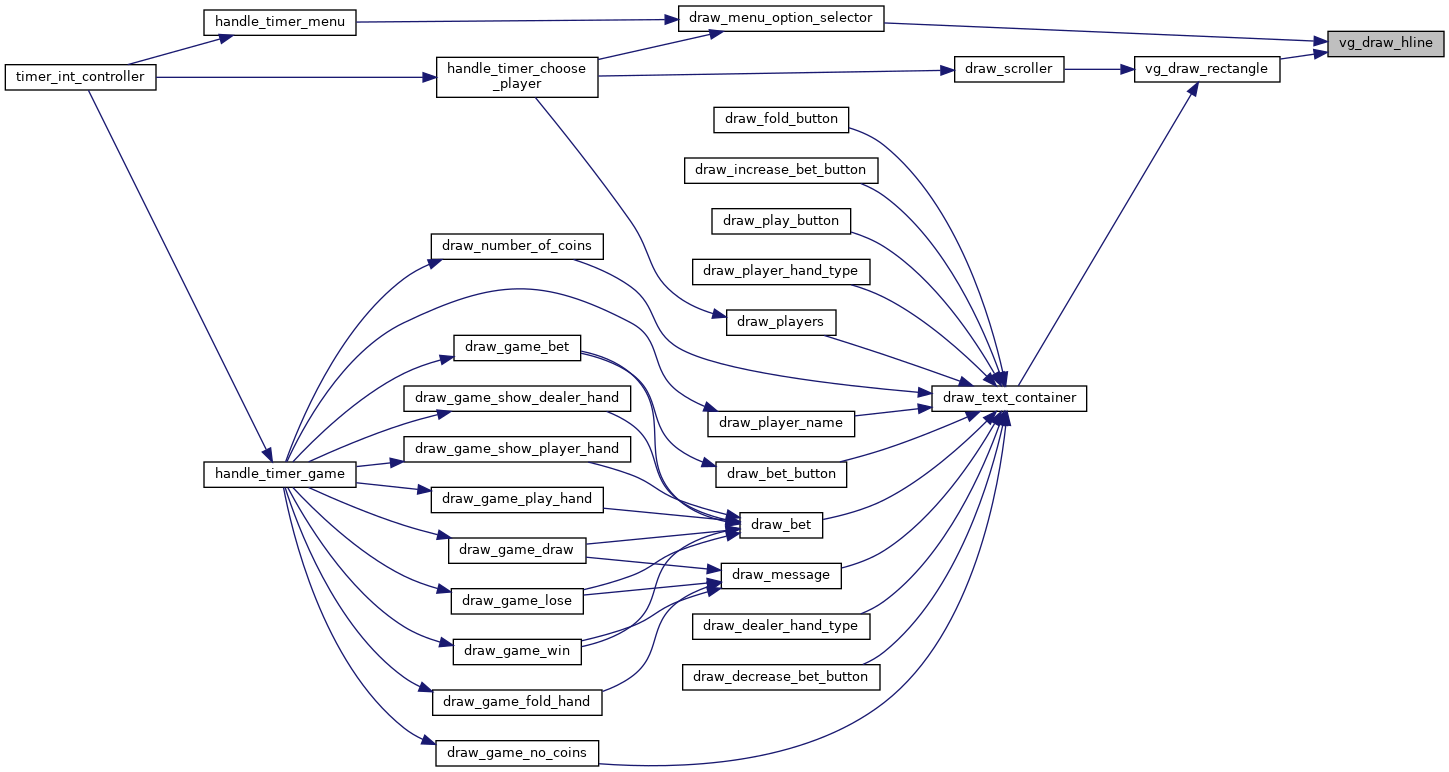 handle_timer_menu
draw_menu_option_selector
vg_draw_hline
timer_int_controller
handle_timer_choose
_player
draw_scroller
vg_draw_rectangle
draw_fold_button
draw_increase_bet_button
draw_play_button
draw_number_of_coins
draw_player_hand_type
draw_players
draw_game_bet
draw_game_show_dealer_hand
draw_text_container
draw_player_name
draw_game_show_player_hand
handle_timer_game
draw_bet_button
draw_game_play_hand
draw_bet
draw_game_draw
draw_message
draw_game_lose
draw_dealer_hand_type
draw_game_win
draw_decrease_bet_button
draw_game_fold_hand
draw_game_no_coins